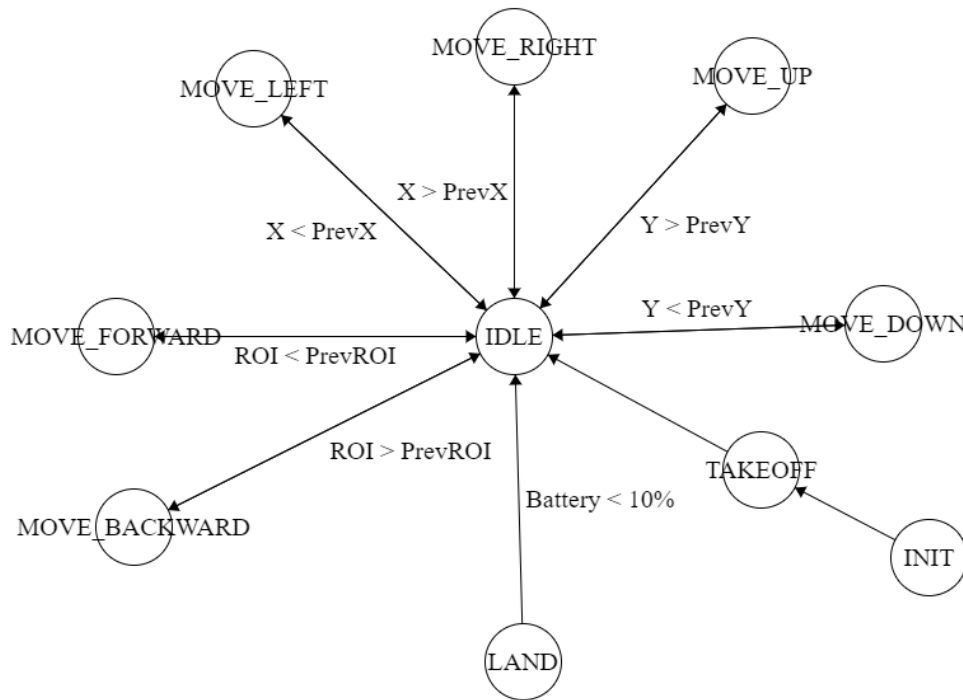 MOVE_RIGHT
MOVE_LEFT
MOVE_UP
X > PrevX
X < PrevX
Y > PrevY
Y < PrevY
MOVE_FORWARD
IDLE
MOVE_DOWN
ROI < PrevROI
ROI > PrevROI
TAKEOFF
Battery < 10%
MOVE_BACKWARD
INIT
LAND